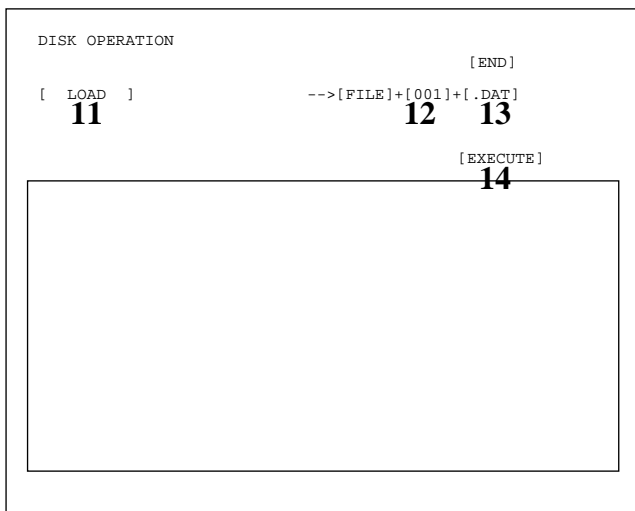 DISK OPERATION
[END]
[ LOAD ] -->[FILE]+[001]+[.DAT]
11 12 13
[EXECUTE]
14